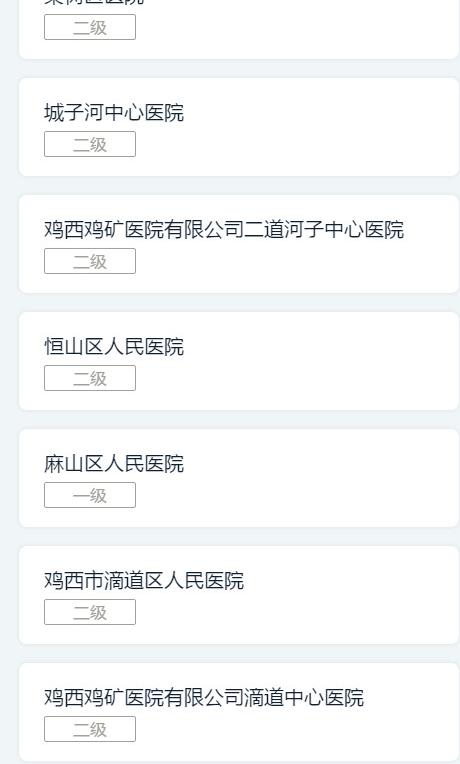 二级
城子河中心医院
二级
鸡西鸡矿医院有限公司二道河子中心医院
二级
恒山区人民医院
二级
麻山区人民医院
一级
鸡西市滴道区人民医院
二级
鸡西鸡矿医院有限公司滴道中心医院
二级